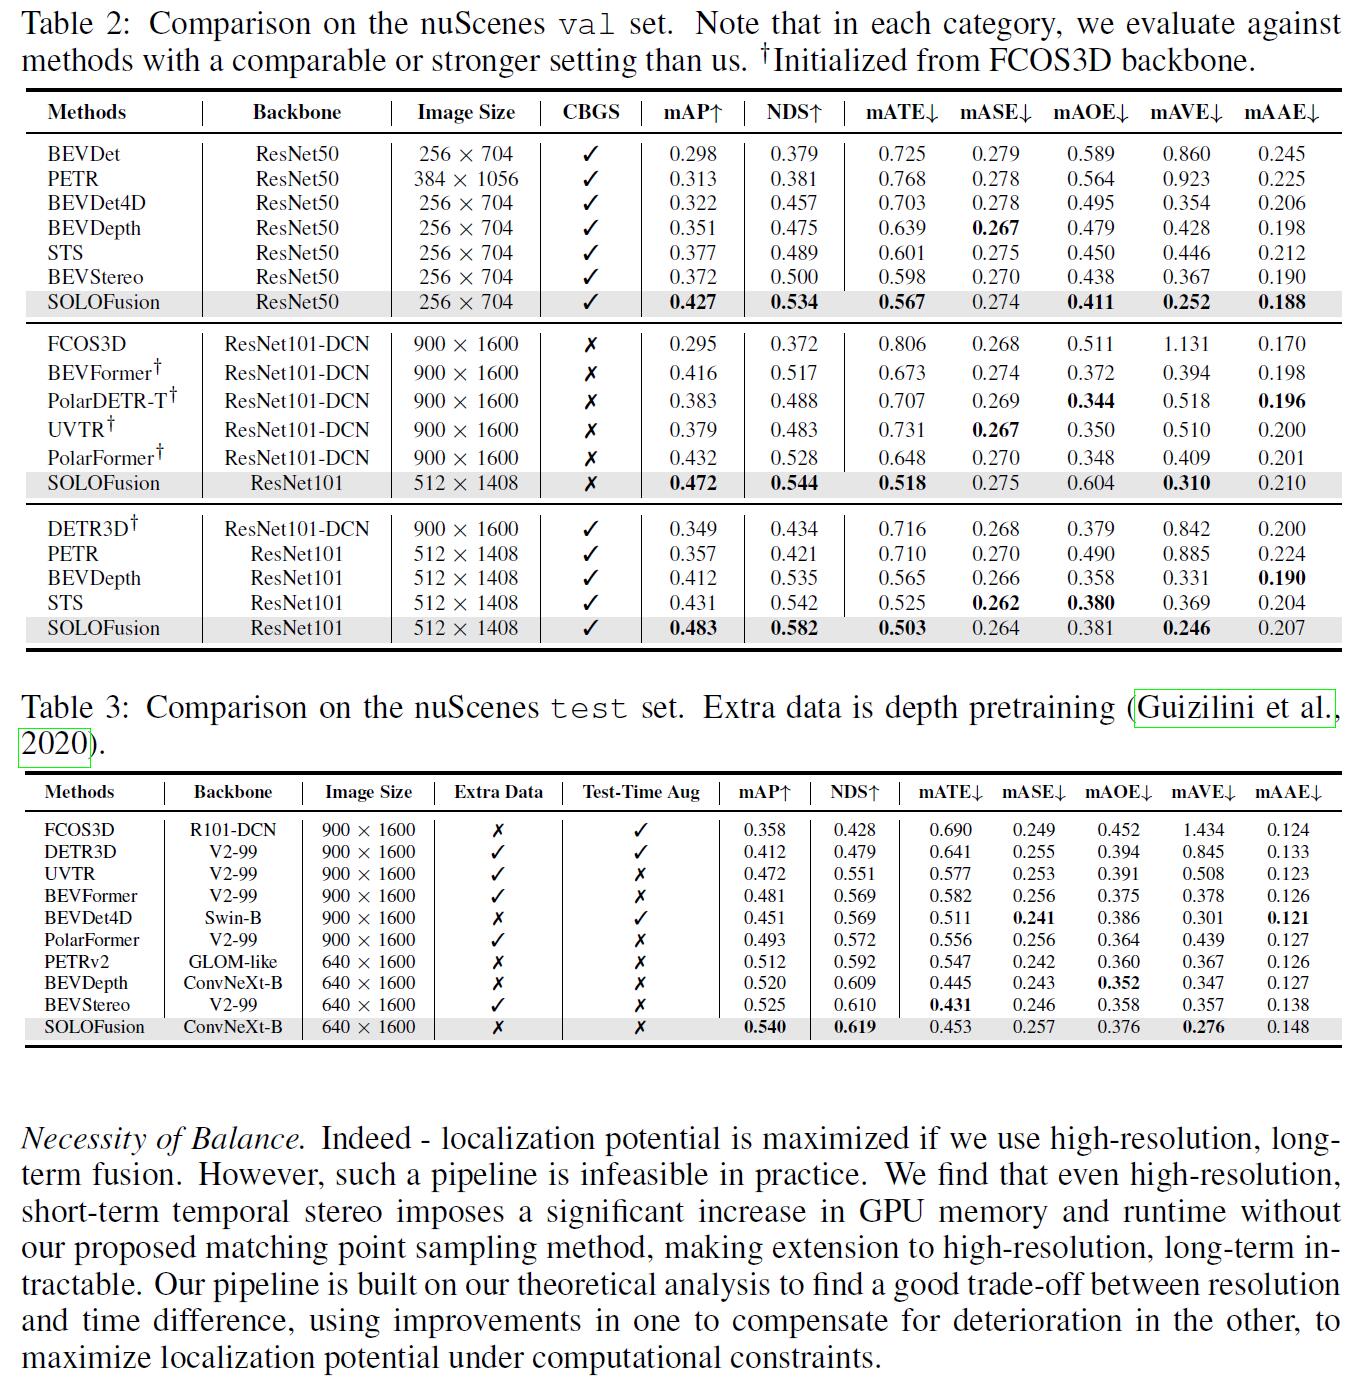 Table 2: Comparison on the nuScenes val set. Note that in each category, we evaluate against
methods with a comparable or stronger setting than us. †Initialized from FCOS3D backbone.
Methods Backbone Image Size CBGS mAP↑ NDS↑ mATE↓ mASE↓ mAOE↓ mAVE↓ mAAE↓
BEVDet ResNet50 256 × 704 ✓ 0.298 0.379 0.725 0.279 0.589 0.860 0.245
PETR ResNet50 384 × 1056 ✓ 0.313 0.381 0.768 0.278 0.564 0.923 0.225
BEVDet4D ResNet50 256 × 704 ✓ 0.322 0.457 0.703 0.278 0.495 0.354 0.206
BEVDepth ResNet50 256 × 704 ✓ 0.351 0.475 0.639 0.267 0.479 0.428 0.198
STS ResNet50 256 × 704 ✓ 0.377 0.489 0.601 0.275 0.450 0.446 0.212
BEVStereo ResNet50 256 × 704 ✓ 0.372 0.500 0.598 0.270 0.438 0.367 0.190
SOLOFusion ResNet50 256 × 704 ✓ 0.427 0.534 0.567 0.274 0.411 0.252 0.188
FCOS3D ResNet101-DCN 900 × 1600 ✗ 0.295 0.372 0.806 0.268 0.511 1.131 0.170
BEVFormer† ResNet101-DCN 900 × 1600 ✗ 0.416 0.517 0.673 0.274 0.372 0.394 0.198
PolarDETR-T† ResNet101-DCN 900 × 1600 ✗ 0.383 0.488 0.707 0.269 0.344 0.518 0.196
UVTR† ResNet101-DCN 900 × 1600 ✗ 0.379 0.483 0.731 0.267 0.350 0.510 0.200
PolarFormer† ResNet101-DCN 900 × 1600 ✗ 0.432 0.528 0.648 0.270 0.348 0.409 0.201
SOLOFusion ResNet101 512 × 1408 ✗ 0.472 0.544 0.518 0.275 0.604 0.310 0.210
DETR3D† ResNet101-DCN 900 × 1600 ✓ 0.349 0.434 0.716 0.268 0.379 0.842 0.200
PETR ResNet101 512 × 1408 ✓ 0.357 0.421 0.710 0.270 0.490 0.885 0.224
BEVDepth ResNet101 512 × 1408 ✓ 0.412 0.535 0.565 0.266 0.358 0.331 0.190
STS ResNet101 512 × 1408 ✓ 0.431 0.542 0.525 0.262 0.380 0.369 0.204
SOLOFusion ResNet101 512 × 1408 ✓ 0.483 0.582 0.503 0.264 0.381 0.246 0.207
Table 3: Comparison on the nuScenes test set. Extra data is depth pretraining (Guizilini et al.,
2020).
Methods Backbone Image Size Extra Data Test-Time Aug mAP↑ NDS↑ mATE↓ mASE↓ mAOE↓ mAVE↓ mAAE↓
FCOS3D R101-DCN 900 × 1600 ✗ ✓ 0.358 0.428 0.690 0.249 0.452 1.434 0.124
DETR3D V2-99 900 × 1600 ✓ ✓ 0.412 0.479 0.641 0.255 0.394 0.845 0.133
UVTR V2-99 900 × 1600 ✓ ✗ 0.472 0.551 0.577 0.253 0.391 0.508 0.123
BEVFormer V2-99 900 × 1600 ✓ ✗ 0.481 0.569 0.582 0.256 0.375 0.378 0.126
BEVDet4D Swin-B 900 × 1600 ✗ ✓ 0.451 0.569 0.511 0.241 0.386 0.301 0.121
PolarFormer V2-99 900 × 1600 ✓ ✗ 0.493 0.572 0.556 0.256 0.364 0.439 0.127
PETRv2 GLOM-like 640 × 1600 ✗ ✗ 0.512 0.592 0.547 0.242 0.360 0.367 0.126
BEVDepth ConvNeXt-B 640 × 1600 ✗ ✗ 0.520 0.609 0.445 0.243 0.352 0.347 0.127
BEVStereo V2-99 640 × 1600 ✓ ✗ 0.525 0.610 0.431 0.246 0.358 0.357 0.138
SOLOFusion ConvNeXt-B 640 × 1600 ✗ ✗ 0.540 0.619 0.453 0.257 0.376 0.276 0.148
Necessity of Balance. Indeed - localization potential is maximized if we use high-resolution, long-
term fusion. However, such a pipeline is infeasible in practice. We find that even high-resolution,
short-term temporal stereo imposes a significant increase in GPU memory and runtime without
our proposed matching point sampling method, making extension to high-resolution, long-term in-
tractable. Our pipeline is built on our theoretical analysis to find a good trade-off between resolution
and time difference, using improvements in one to compensate for deterioration in the other, to
maximize localization potential under computational constraints.